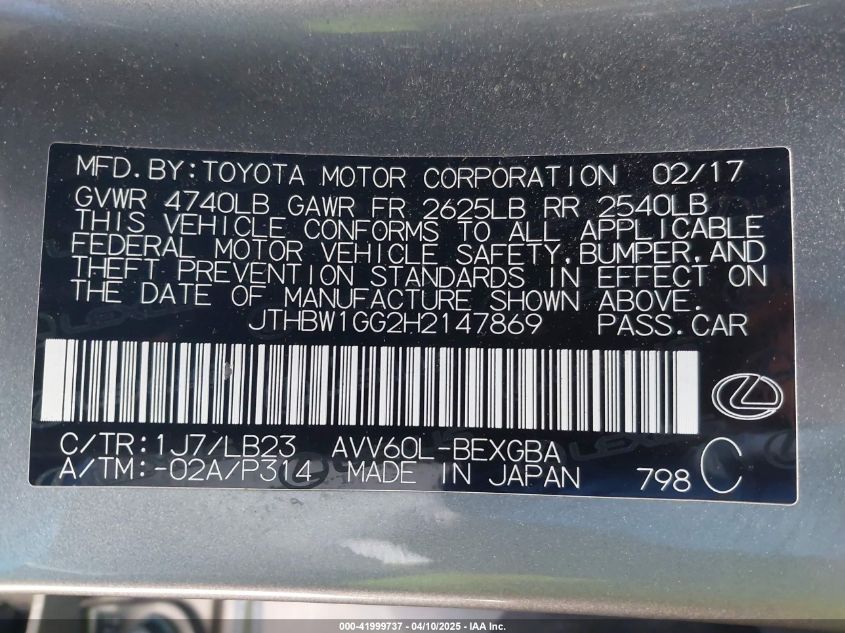 MFD.BY:TOYOTA MOTOR CORPORATION 02/17
GVWR 4740LB GAWR FR 2625LB RR 2540LB
THIS VEHICLE CONFORMS TO ALL APPLICABLE
FEDERAL MOTOR VEHICLE SAFETY,BUMPER,AND
THEFT PREVENTION STANDARDS IN EFFECT ON
THE DATE OF MANUFACTURE SHOWN ABOVE.
JTHBW1GG2H2147869 PASS.CAR
C/TR:1J7/LB23 AVV60L-BEXGBA
A/TM:-02A/P314 MADE IN JAPAN 798 C
000-41999737 - 04/10/2025 - IAA Inc.